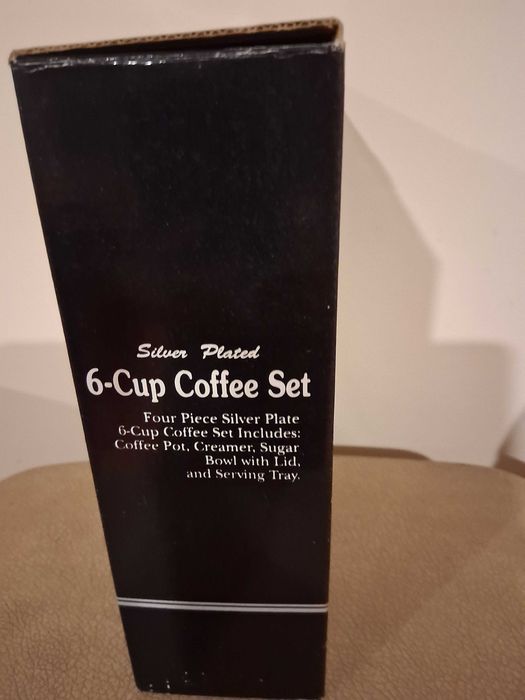 Silver Plated
6-Cup Coffee Set
Four Piece Silver Plate
6-Cup Coffee Set Includes:
Coffee Pot, Creamer, Sugar
Bowl with Lid,
and Serving Tray.